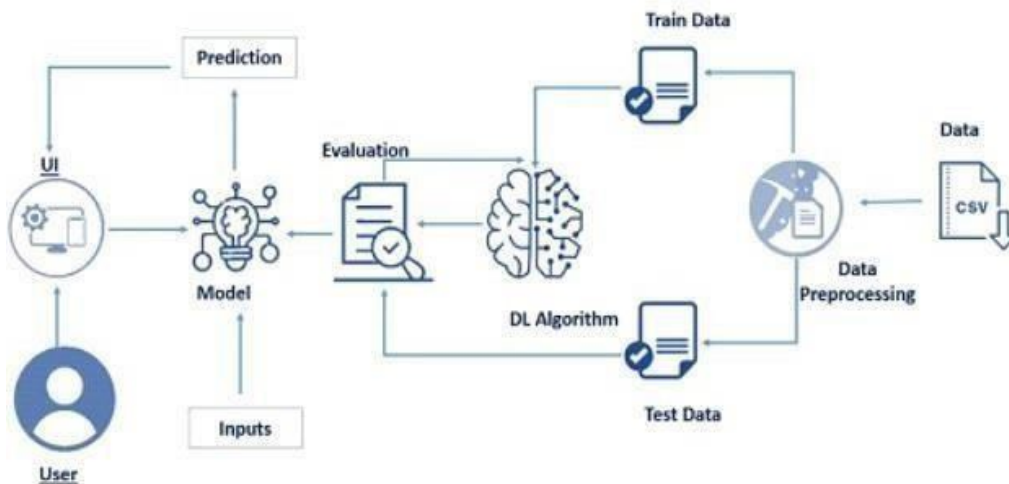 Train Data
Prediction
Data
Evaluation
UI
CSV
Data
Preprocessing
Model
DL Algorithm
Inputs
Test Data
User